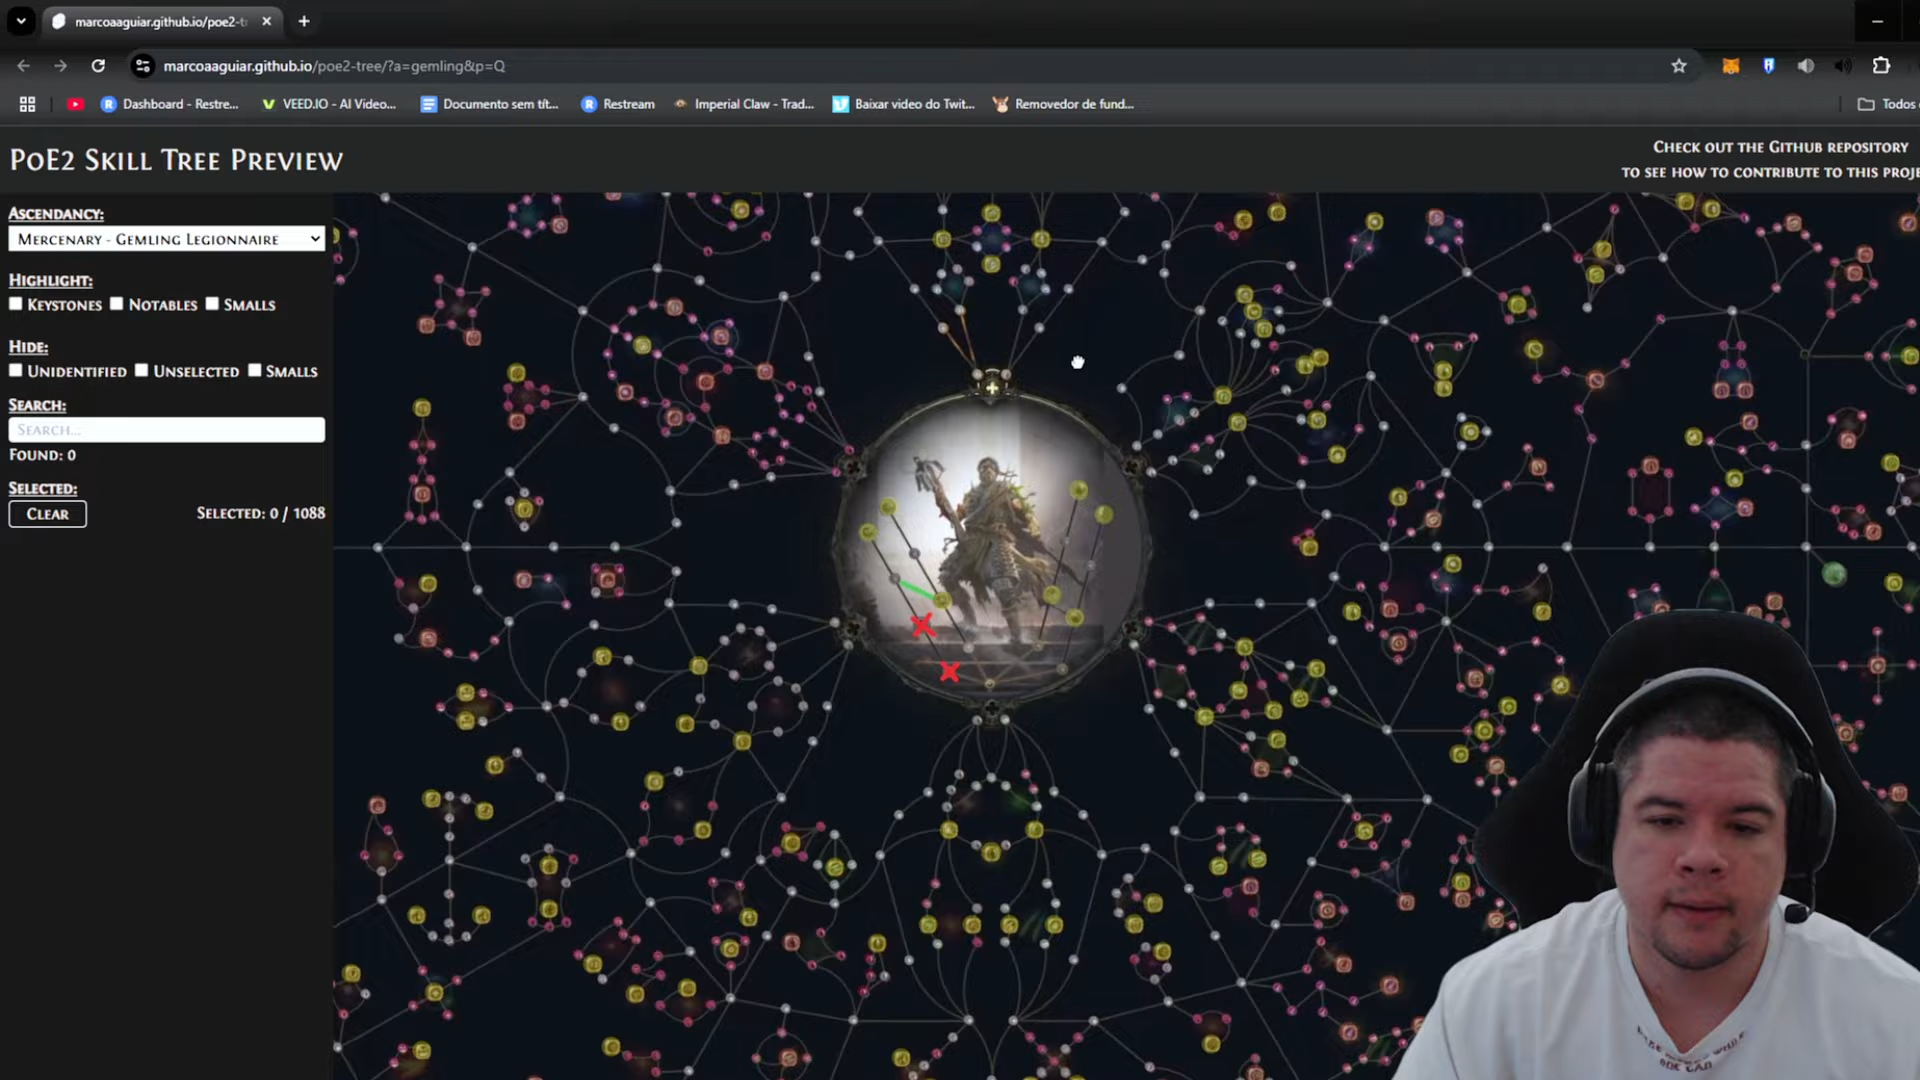 marcoaaguiar.github.io/poe2-t
marcoaaguiar.github.io/poe2-tree/?a=gemling&p=Q
Dashboard - Restre...
VEED.IO - AI Video...
Documento sem tít...
Restream
Imperial Claw - Trad...
Baixar video do Twit...
Removedor de fund...
Todos
PoE2 Skill Tree Preview
Check out the Github repository
to see how to contribute to this proje
Ascendancy:
Mercenary - Gemling Legionnaire
Highlight:
Keystones Notables Smalls
Hide:
Unidentified Unselected Smalls
Search:
Search...
Found: 0
Selected:
Clear
Selected: 0 / 1088